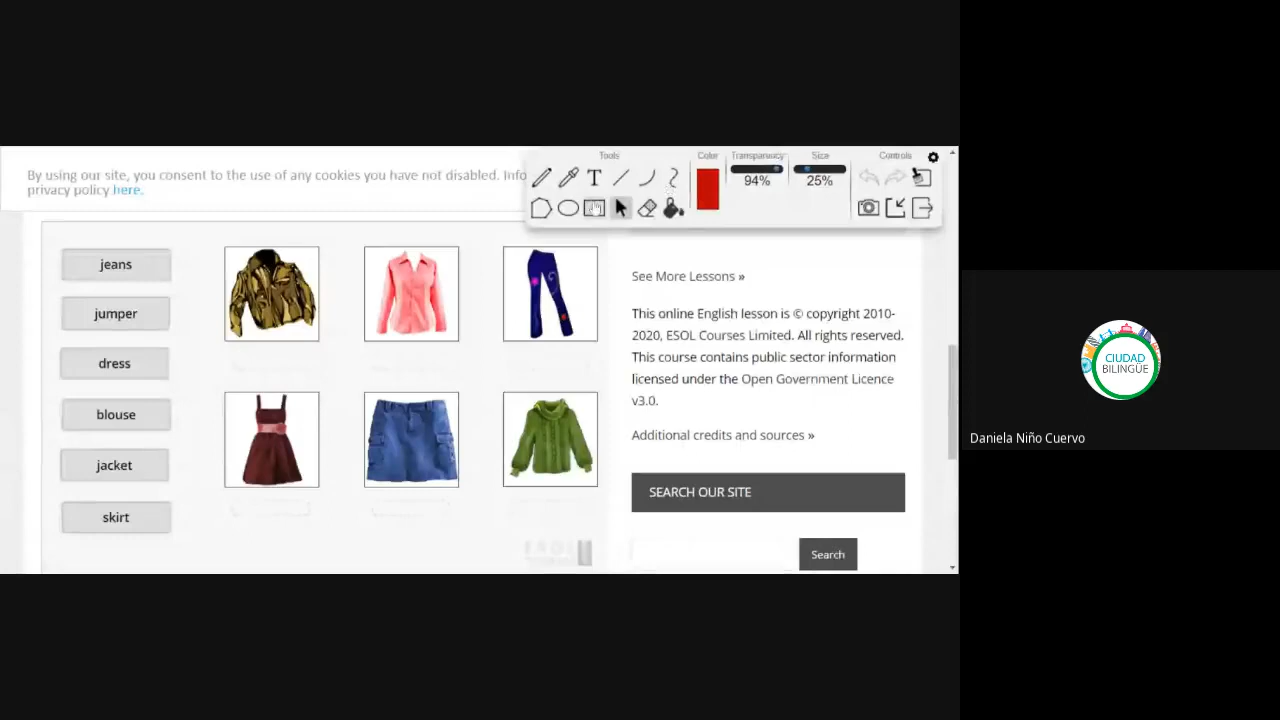 By using our site, you consent to the use of any cookies you have not disabled. Info
privacy policy here.
Tools
Color
Transparency
Size
Controls
T
94%
25%
jeans
jumper
dress
blouse
jacket
skirt
See More Lessons »
This online English lesson is © copyright 2010-
2020, ESOL Courses Limited. All rights reserved.
This course contains public sector information
licensed under the Open Government Licence
v3.0.
Additional credits and sources »
SEARCH OUR SITE
Search
CIUDAD
BILINGÜE
Daniela Niño Cuervo